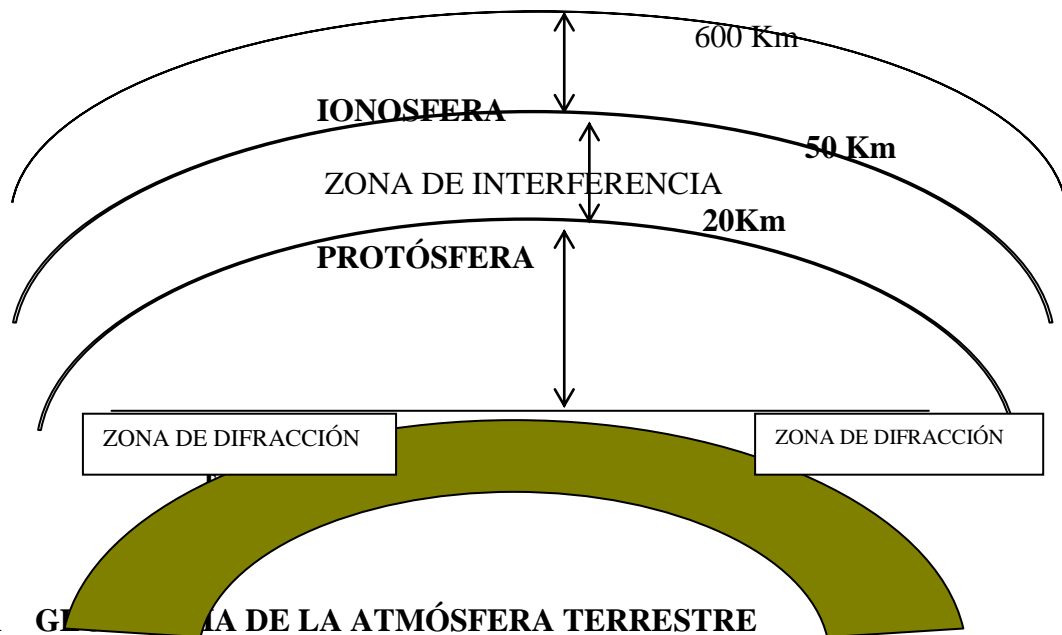 600 Km
IONOSFERA
50 Km
ZONA DE INTERFERENCIA
20Km
PROTÓSFERA
ZONA DE DIFRACCIÓN
ZONA DE DIFRACCIÓN
DE LA ATMÓSFERA TERRESTRE